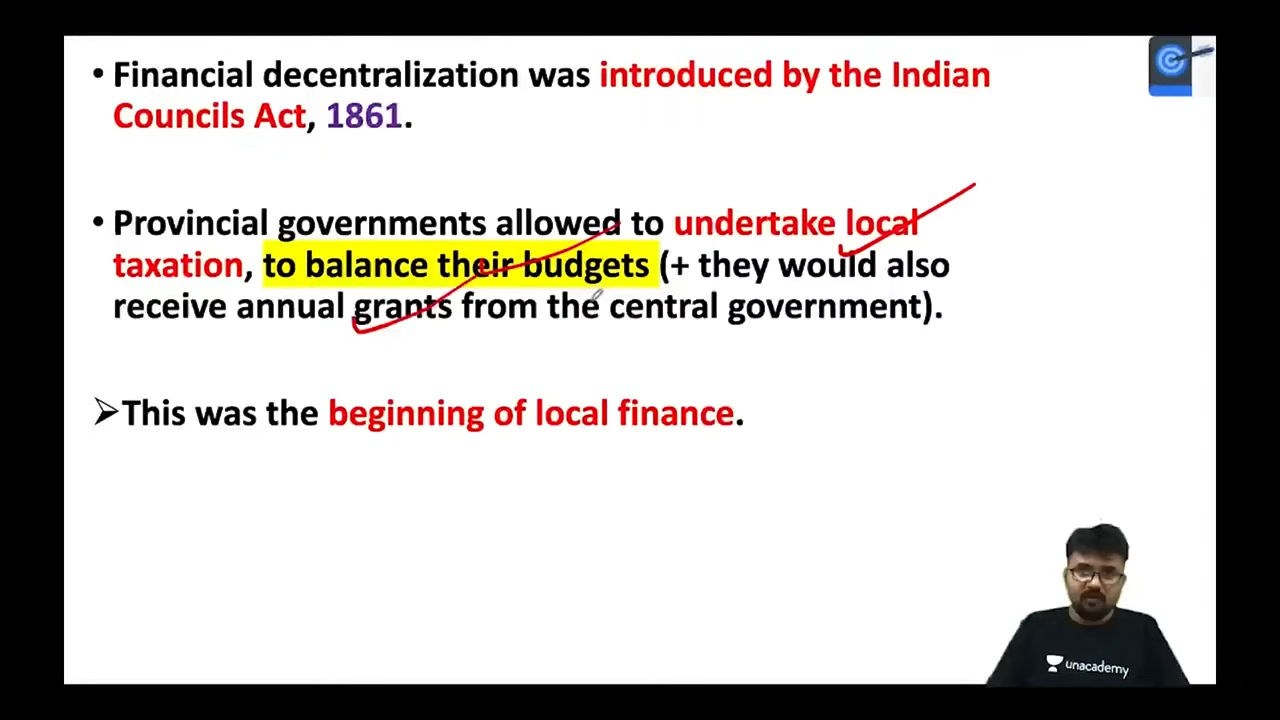 • Financial decentralization was introduced by the Indian
Councils Act, 1861.
• Provincial governments allowed to undertake local
taxation, to balance their budgets (+ they would also
receive annual grants from the central government).
➢This was the beginning of local finance.
unacademy